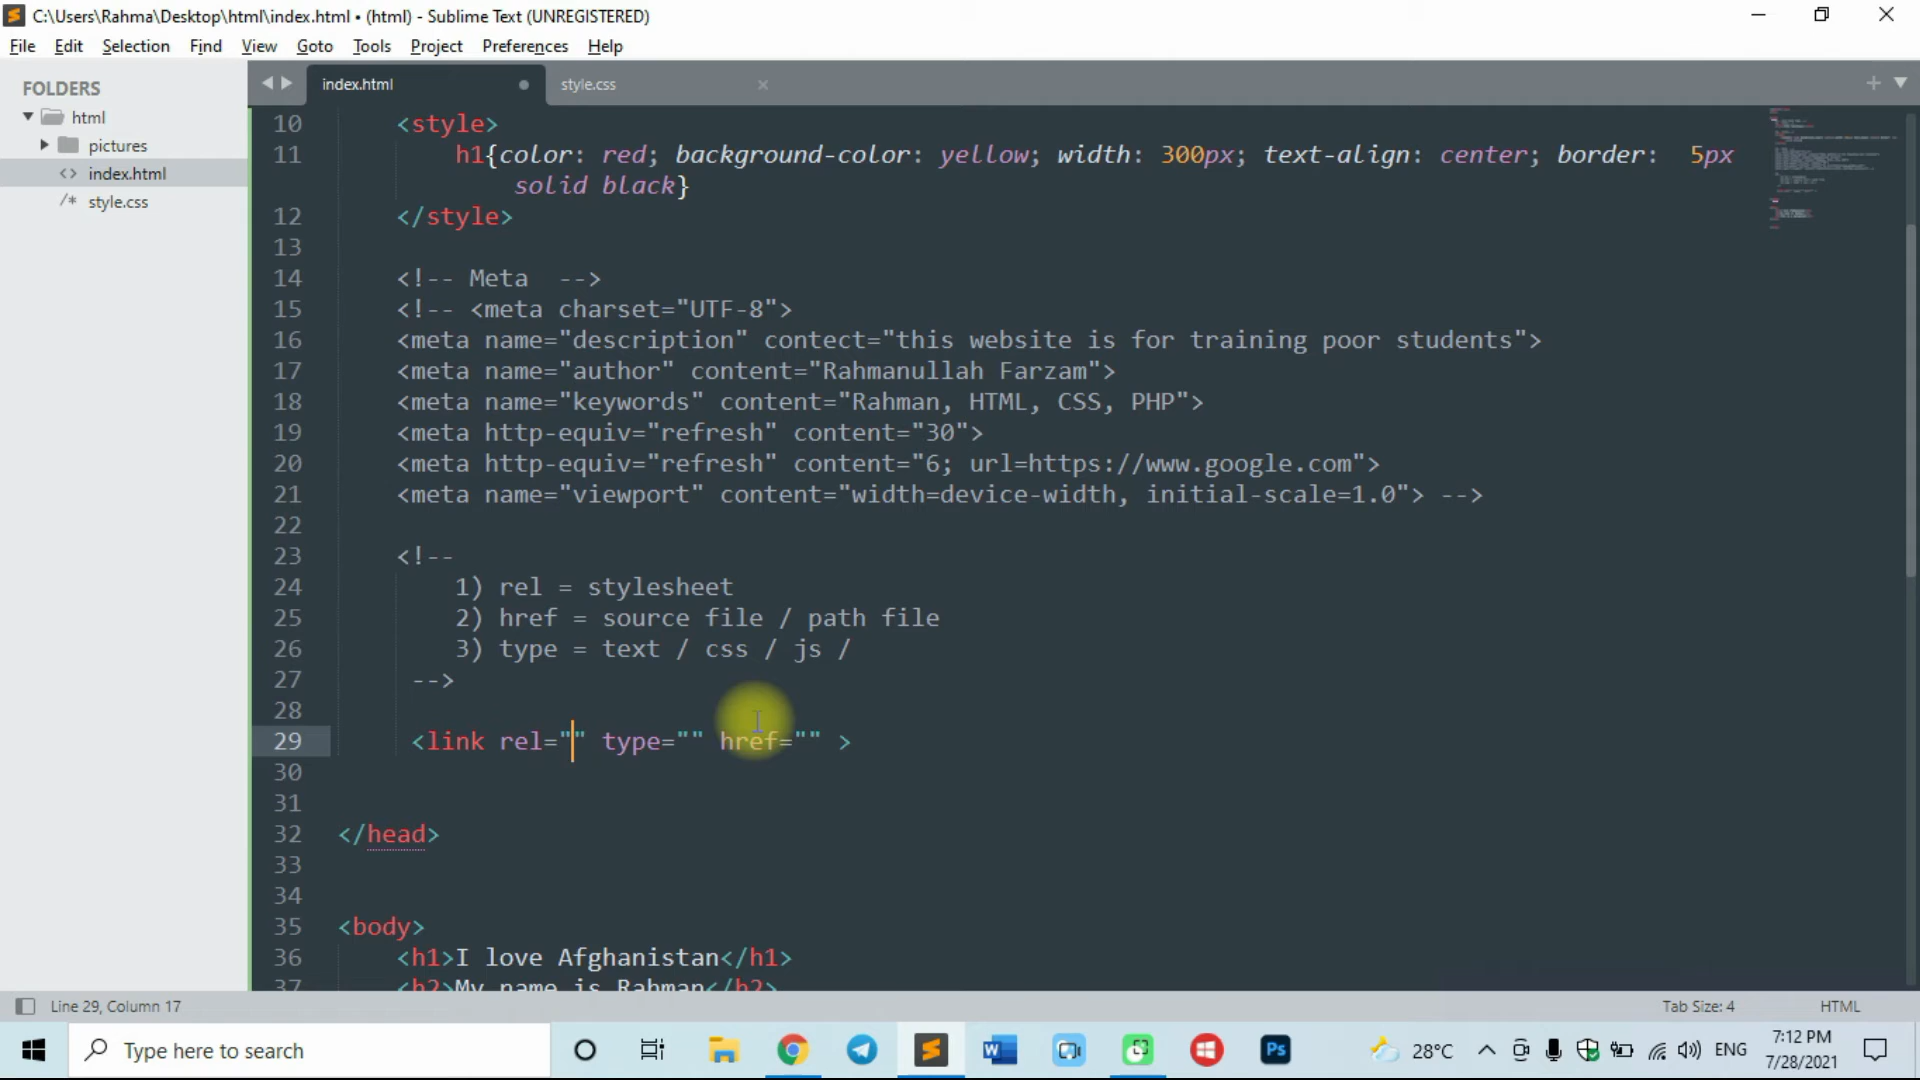 C:\Users\Rahma\Desktop\html\index.html • (html) - Sublime Text (UNREGISTERED)
File Edit Selection Find View Goto Tools Project Preferences Help
FOLDERS
html
pictures
index.html
style.css
index.html style.css
10 <style>
11 h1{color: red; background-color: yellow; width: 300px; text-align: center; border: 5px
solid black}
12 </style>
13
14 <!-- Meta -->
15 <!-- <meta charset="UTF-8">
16 <meta name="description" contect="this website is for training poor students">
17 <meta name="author" content="Rahmanullah Farzam">
18 <meta name="keywords" content="Rahman, HTML, CSS, PHP">
19 <meta http-equiv="refresh" content="30">
20 <meta http-equiv="refresh" content="6; url=https://www.google.com">
21 <meta name="viewport" content="width=device-width, initial-scale=1.0"> -->
22
23 <!--
24 1) rel = stylesheet
25 2) href = source file / path file
26 3) type = text / css / js /
27 -->
28
29 <link rel="" type="" href="" >
30
31
32 </head>
33
34
35 <body>
36 <h1>I love Afghanistan</h1>
37 <h2>My name is Rahman</h2>
Line 29, Column 17 Tab Size: 4 HTML
Type here to search 28°C ENG 7:12 PM
7/28/2021